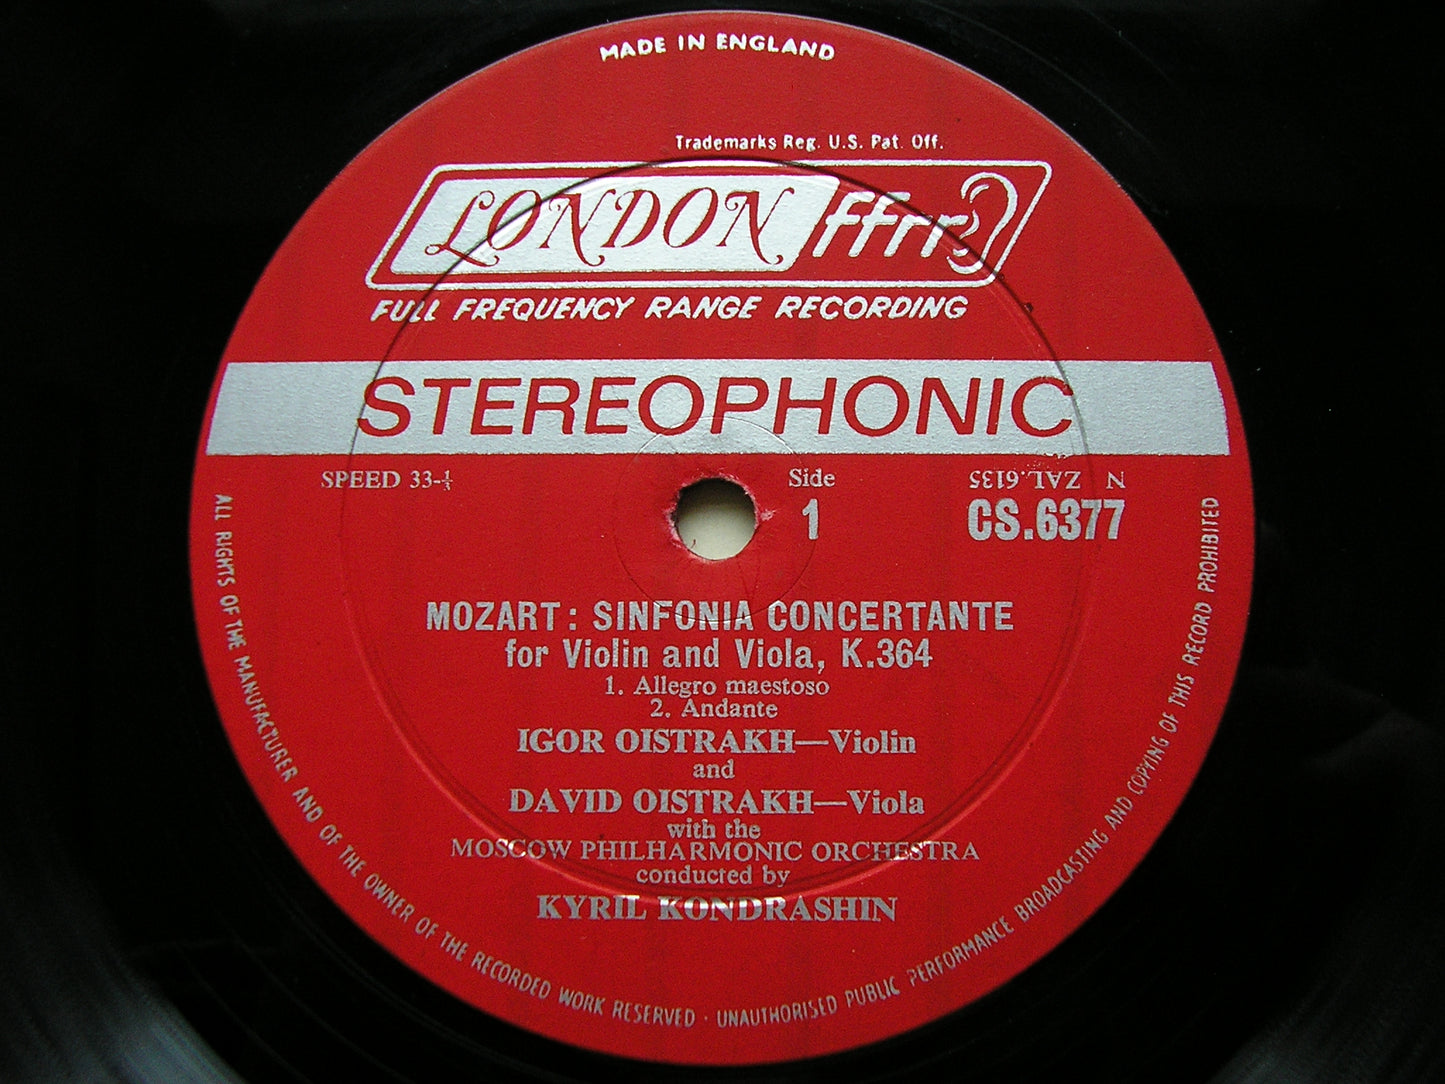 MADE IN ENGLAND
Trademarks Reg. U.S. Pat. Off.
LONDON ffrr
FULL FREQUENCY RANGE RECORDING
STEREOPHONIC
SPEED 33-⅓
Side
1
N ZAL.6135
CS.6377
MOZART: SINFONIA CONCERTANTE
for Violin and Viola, K.364
1. Allegro maestoso
2. Andante
IGOR OISTRAKH—Violin
and
DAVID OISTRAKH—Viola
with the
MOSCOW PHILHARMONIC ORCHESTRA
conducted by
KYRIL KONDRASHIN
ALL RIGHTS OF THE MANUFACTURER AND OF THE OWNER OF THE RECORDED WORK RESERVED · UNAUTHORISED PUBLIC PERFORMANCE BROADCASTING AND COPYING OF THIS RECORD PROHIBITED